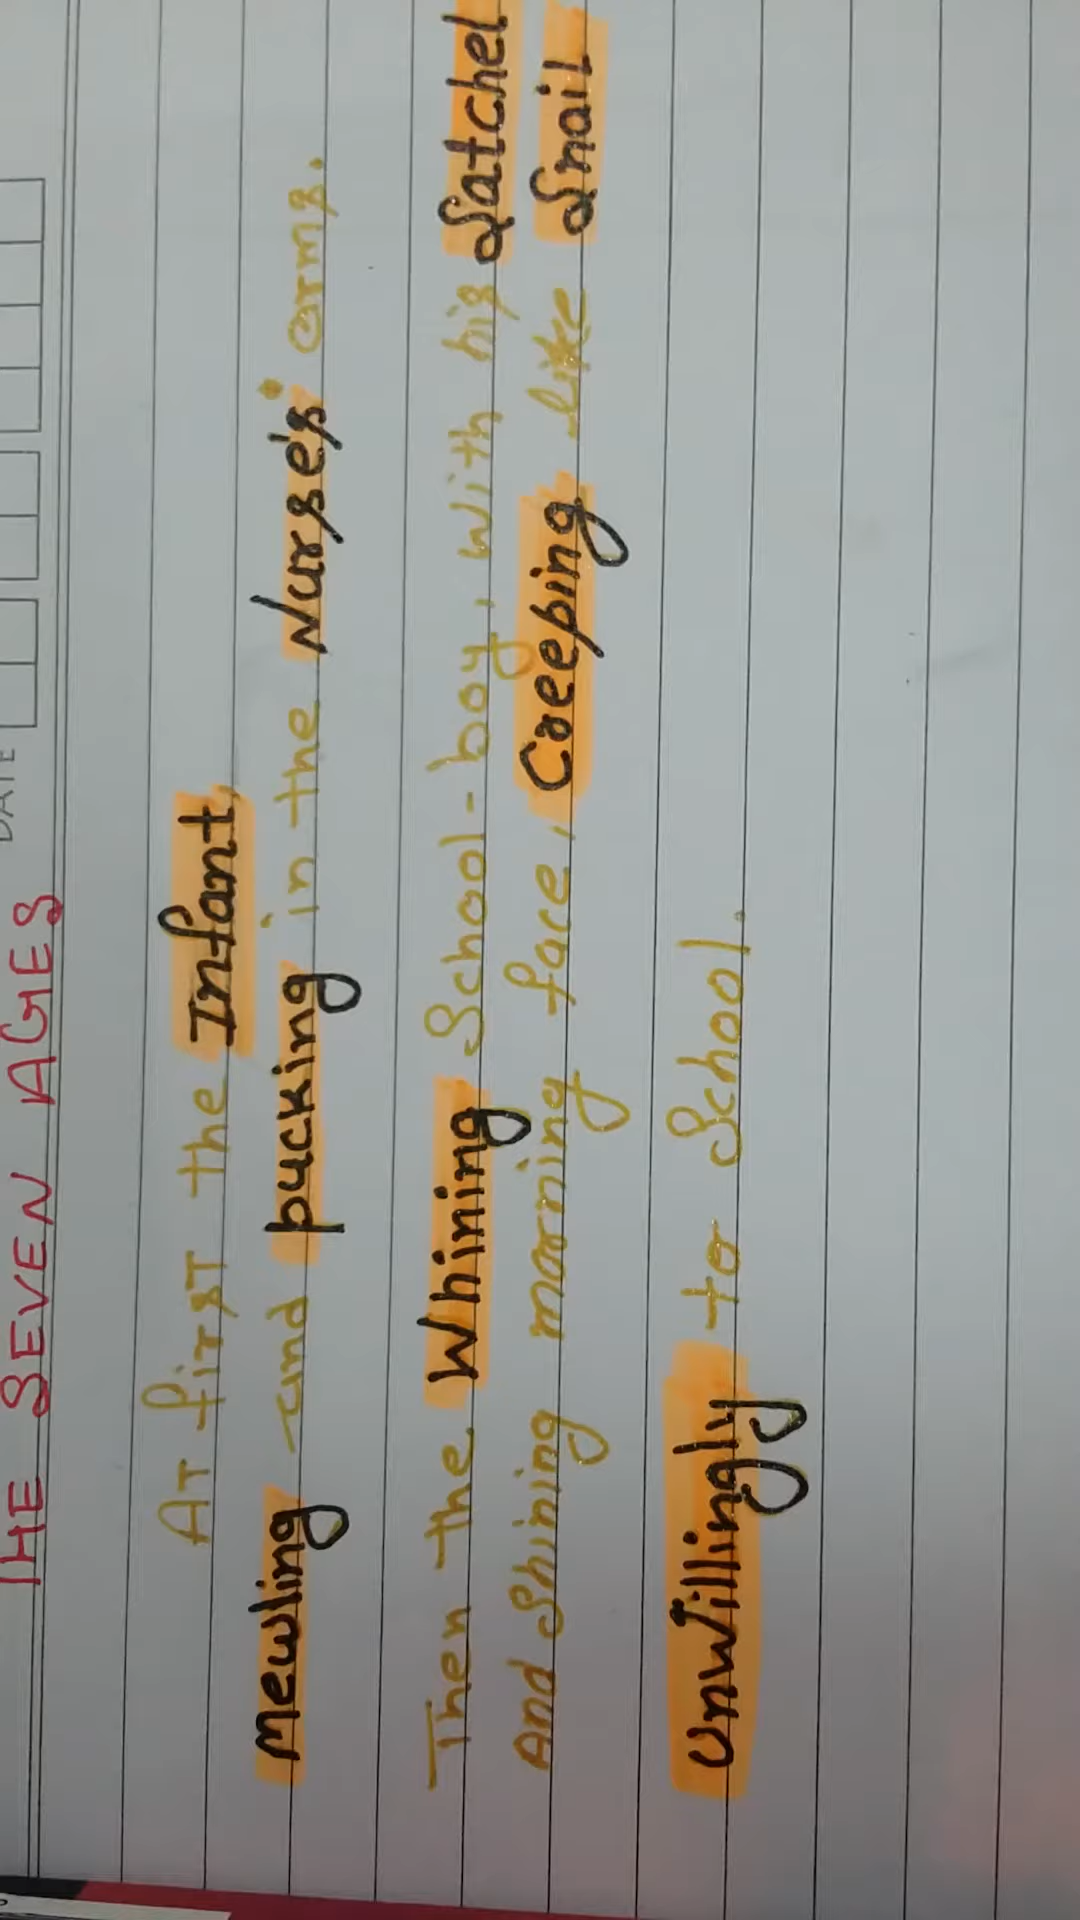 THE SEVEN AGES
DATE
At first the Infant,
Mewling and pucking in the Nurse's arms.
Then the Whining School-boy, with his Satchel
And Shining morning face, Creeping like Snail
Unwillingly to School.